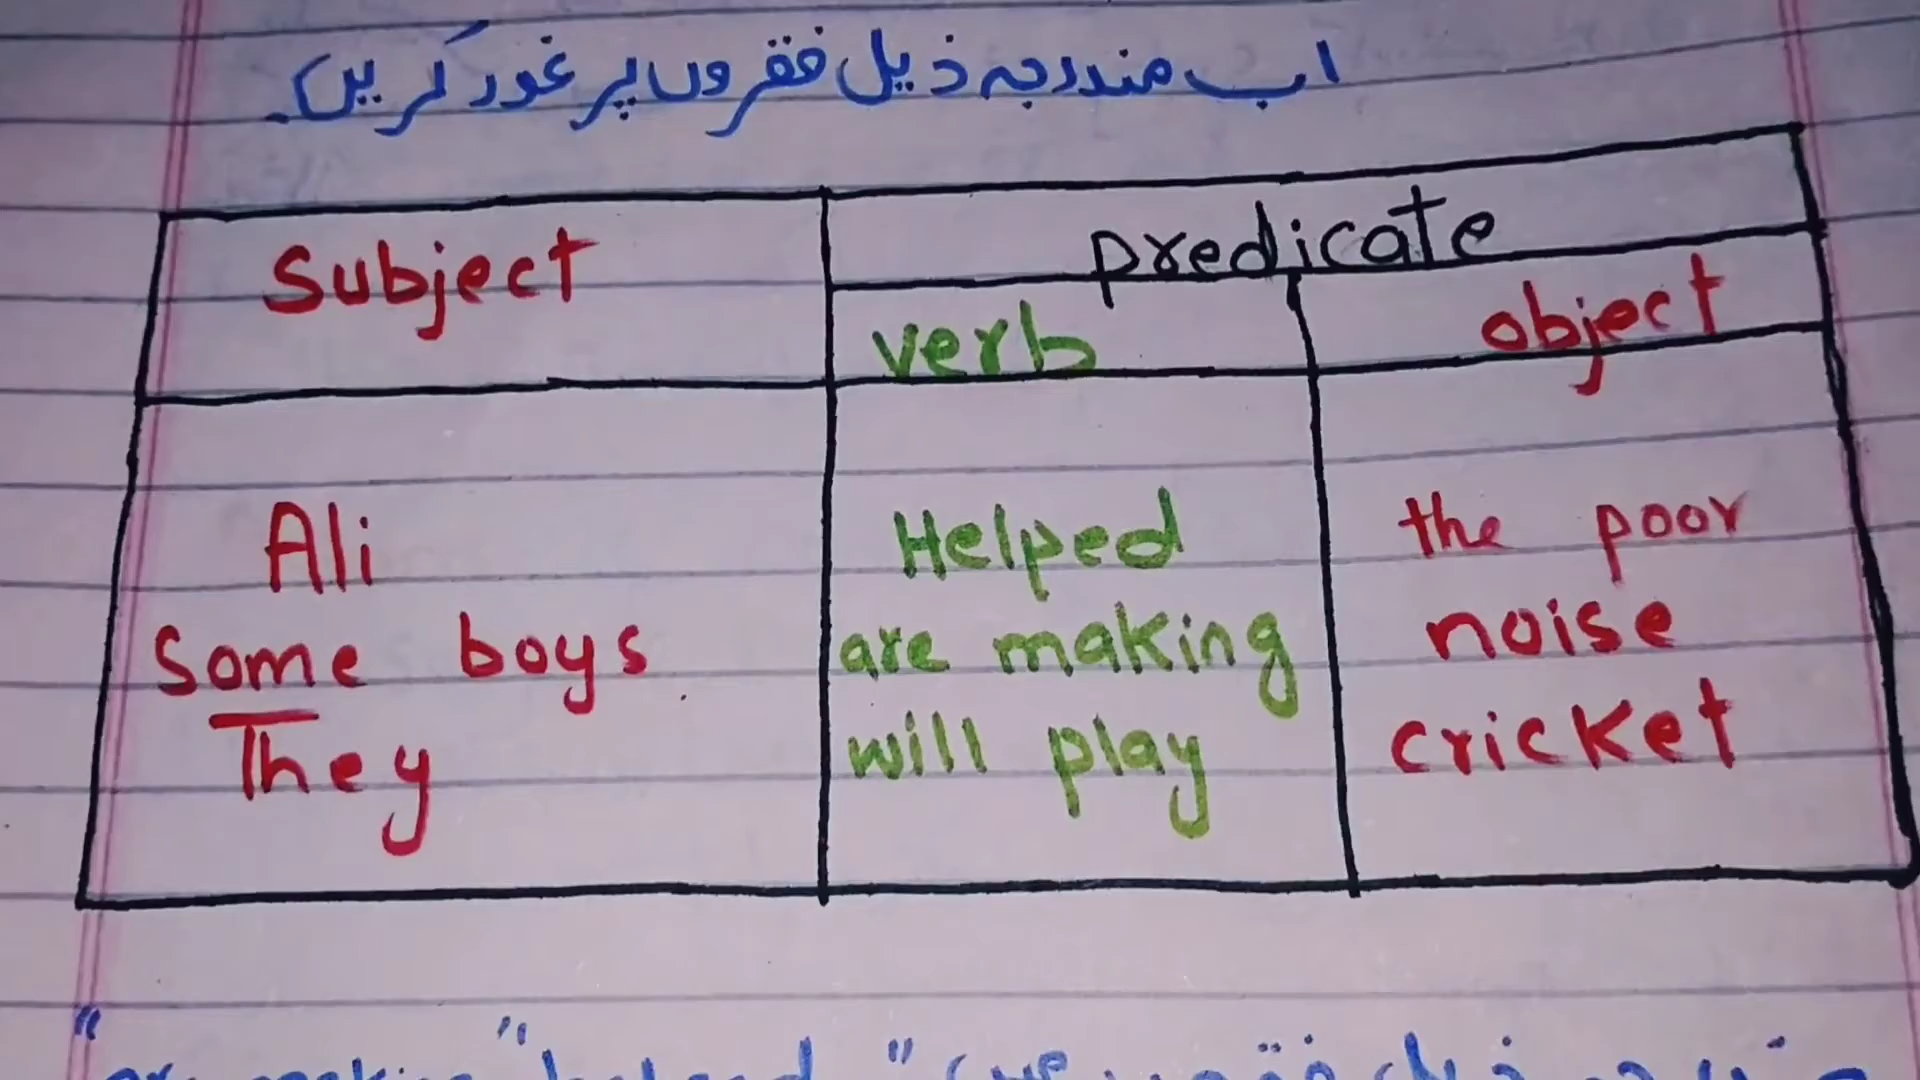 اب مندرجہ ذیل فقروں پر غور کریں۔
Subject predicate
verb object
Ali Helped the poor
Some boys are making noise
They will play cricket